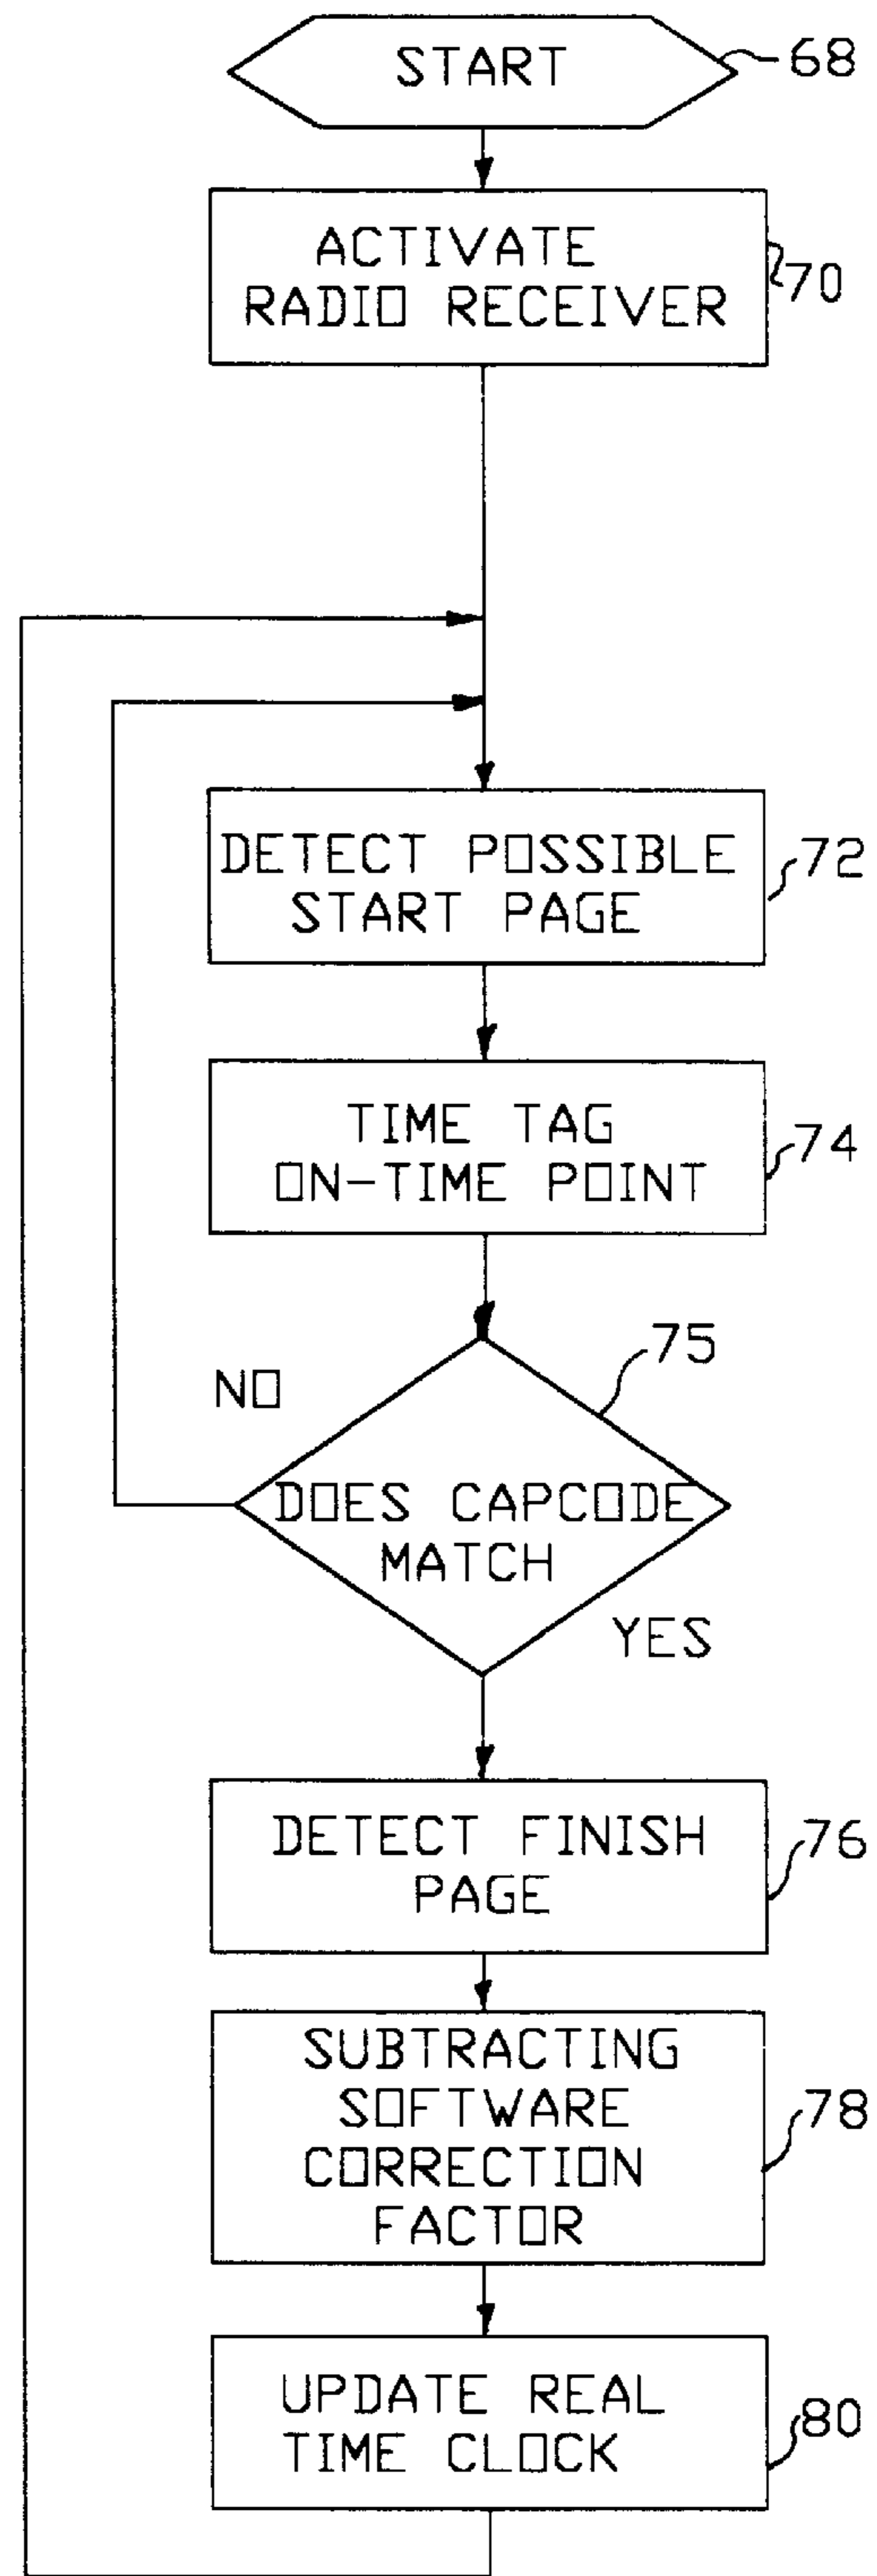 START
68
ACTIVATE
RADIO RECEIVER
70
DETECT POSSIBLE
START PAGE
72
TIME TAG
ON-TIME POINT
74
75
NO
DOES CAPCODE
MATCH
YES
DETECT FINISH
PAGE
76
SUBTRACTING
SOFTWARE
CORRECTION
FACTOR
78
UPDATE REAL
TIME CLOCK
80